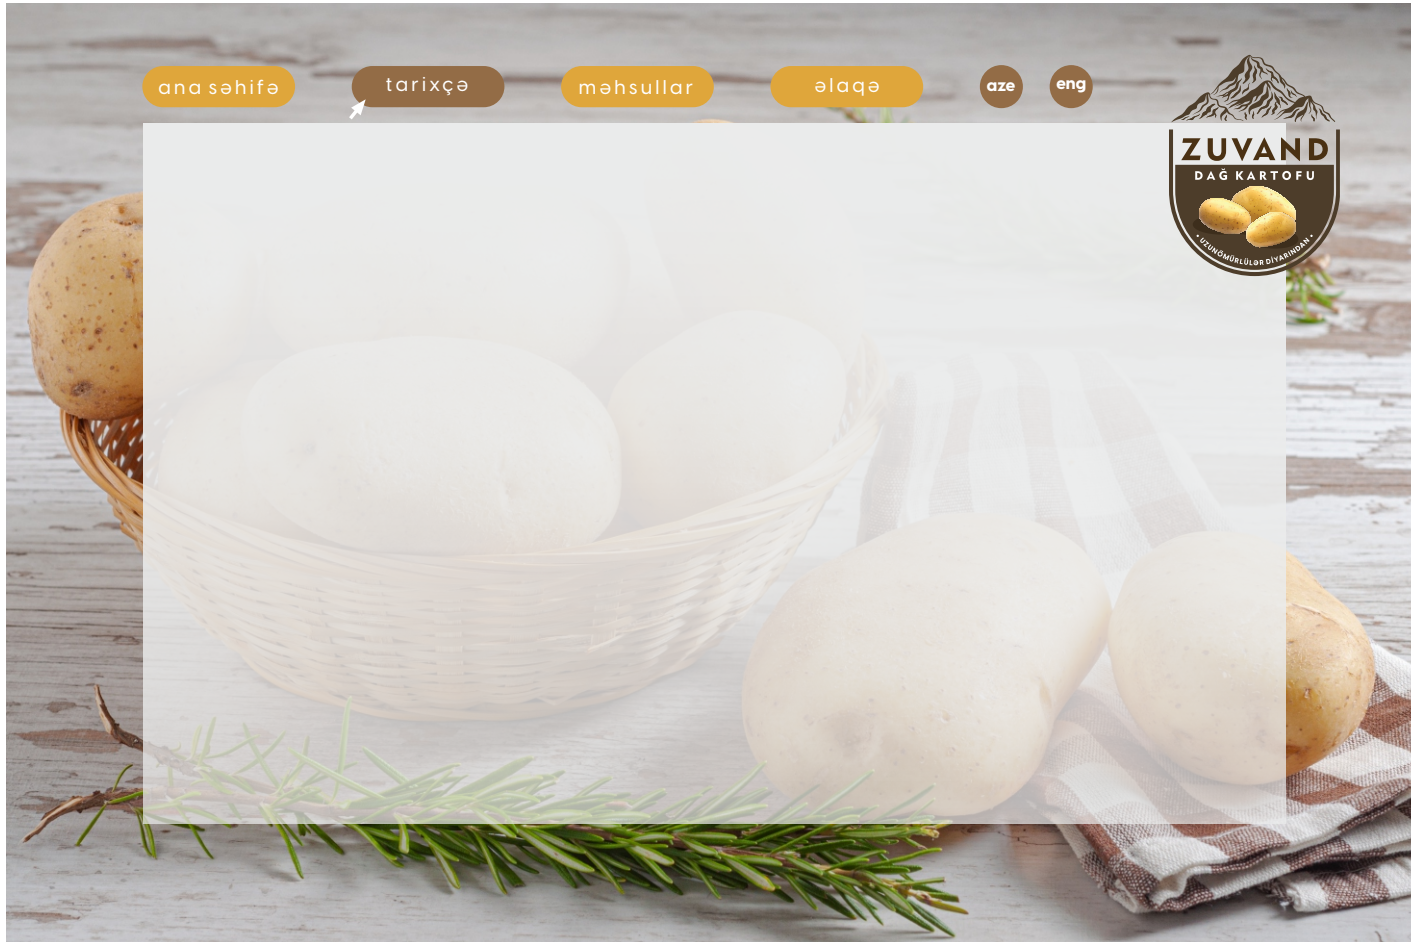 ana səhifə
tarixçə
məhsullar
əlaqə
aze
eng
ZUVAND
DAĞ KARTOFU
• UZUNÖMÜRLÜLƏR DİYARINDAN •